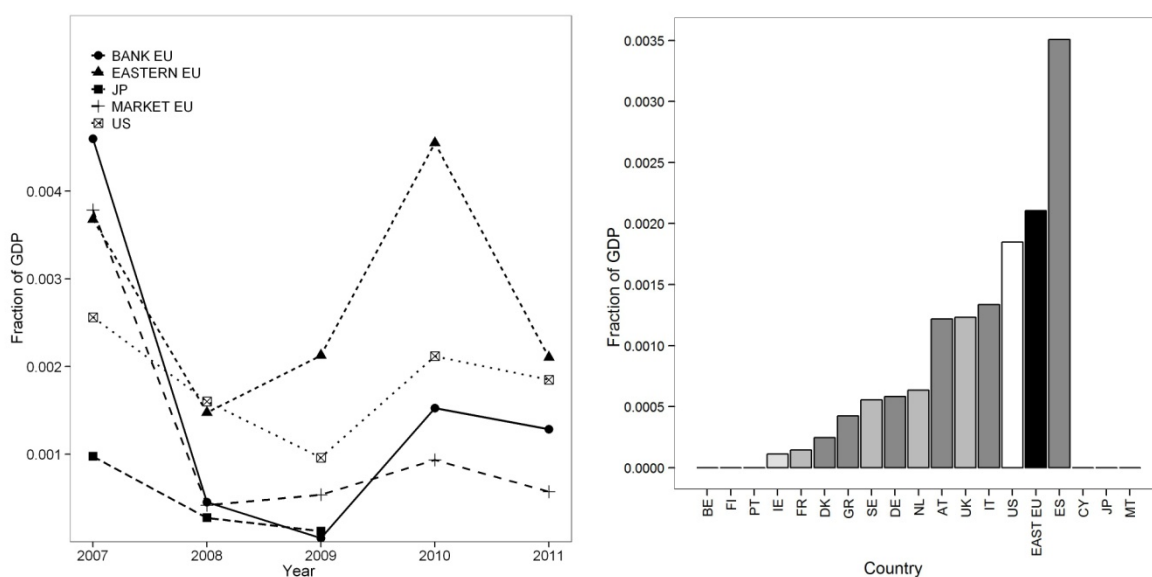 BANK EU
EASTERN EU
JP
MARKET EU
US
Fraction of GDP
0.004
0.003
0.002
0.001
2007 2008 2009 2010 2011
Year
Fraction of GDP
0.0035
0.0030
0.0025
0.0020
0.0015
0.0010
0.0005
0.0000
BE FI PT IE FR DK GR SE DE NL AT UK IT US EAST EU ES CY JP MT
Country